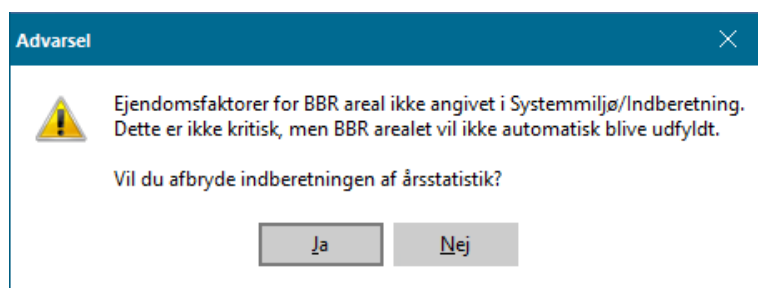 Advarsel
Ejendomsfaktorer for BBR areal ikke angivet i Systemmiljø/Indberetning.
Dette er ikke kritisk, men BBR arealet vil ikke automatisk blive udfyldt.
Vil du afbryde indberetningen af årsstatistik?
Ja
Nej